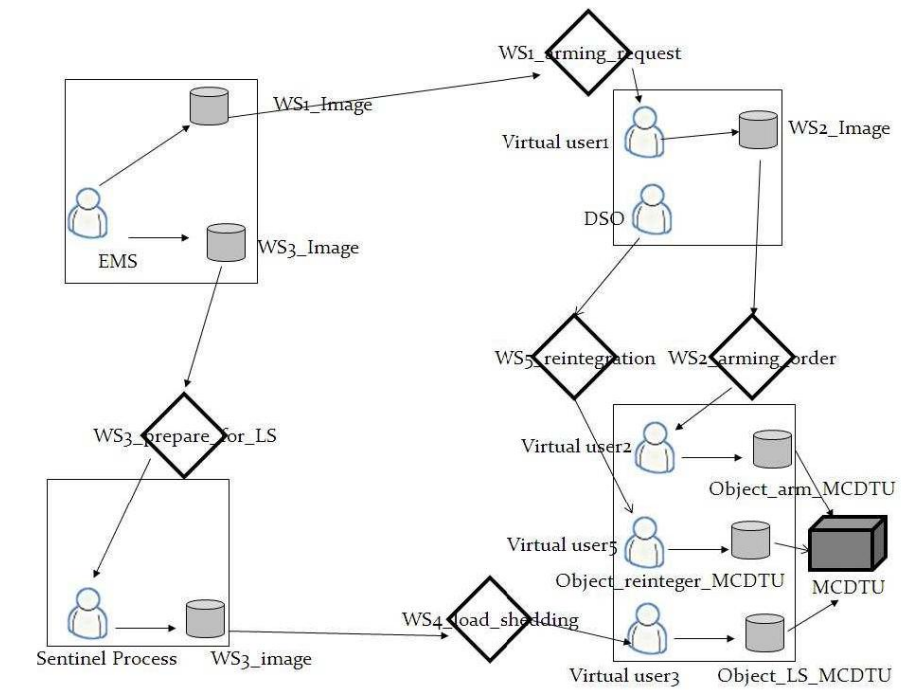 WS1_arming_request
WS1_Image
Virtual user1
WS2_Image
DSO
EMS
WS3_Image
WS5_reintegration
WS2_arming_order
WS3_prepare_for_LS
Virtual user2
Object_arm_MCDTU
Virtual user5
Object_reinteger_MCDTU
MCDTU
WS4_load_shedding
Sentinel Process
WS3_image
Virtual user3
Object_LS_MCDTU